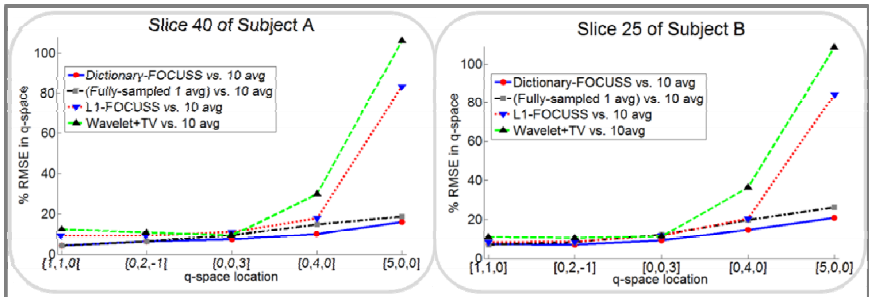 Slice 40 of Subject A
% RMSE in q-space
100
80
60
40
20
0
Dictionary-FOCUSS vs. 10 avg
(Fully-sampled 1 avg) vs. 10 avg
L1-FOCUSS vs. 10 avg
Wavelet+TV vs. 10 avg
[1,1,0] [0,2,-1] [0,0,3] [0,4,0] [5,0,0]
q-space location
Slice 25 of Subject B
% RMSE in q-space
100
80
60
40
20
0
Dictionary-FOCUSS vs. 10 avg
(Fully-sampled 1 avg) vs. 10 avg
L1-FOCUSS vs. 10 avg
Wavelet+TV vs. 10avg
[1,1,0] [0,2,-1] [0,0,3] [0,4,0] [5,0,0]
q-space location